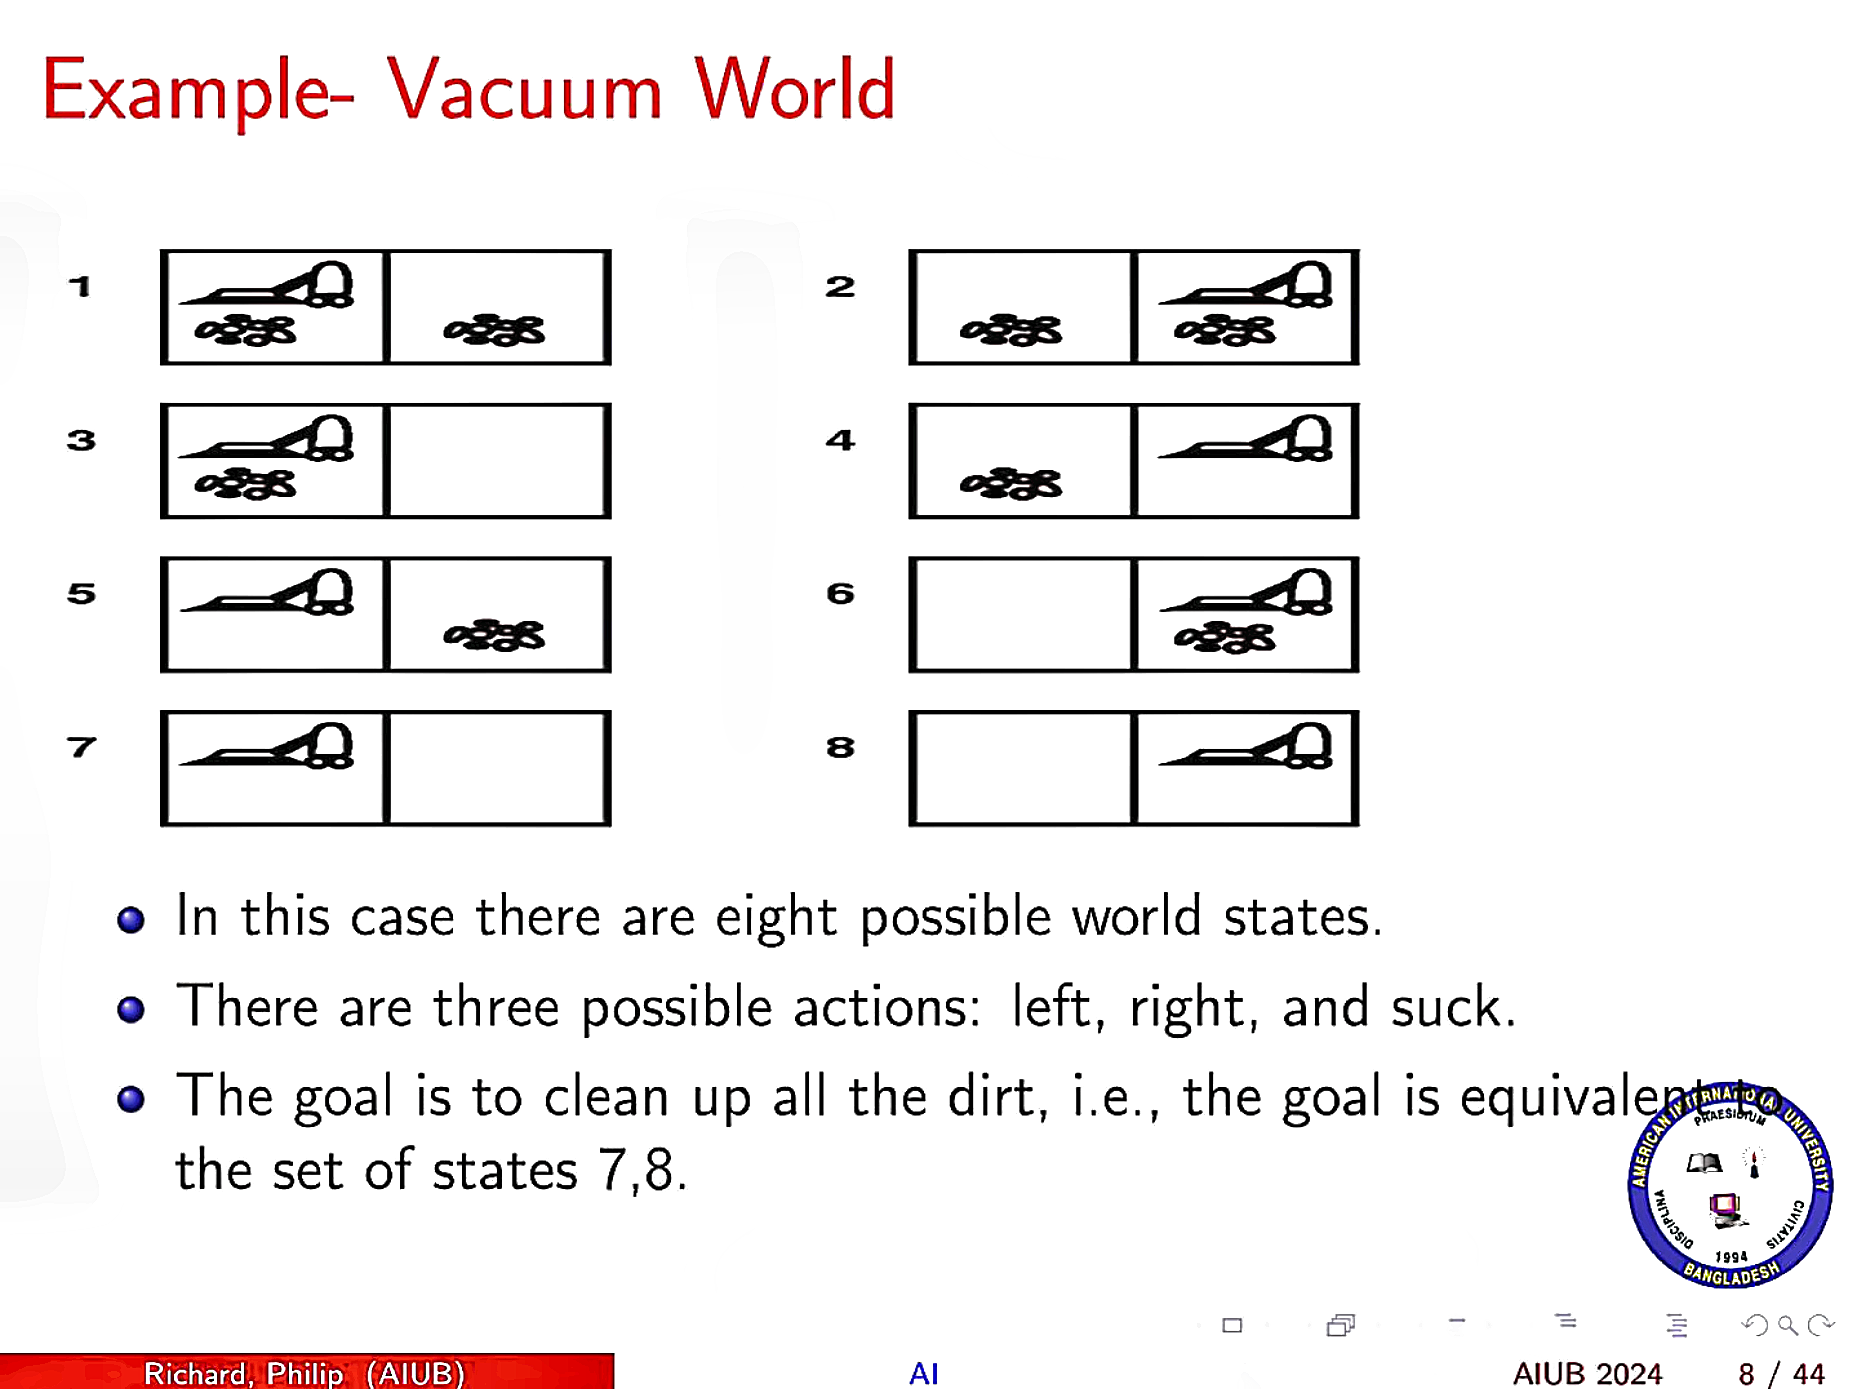 Example- Vacuum World
1
2
3
4
5
6
7
8
In this case there are eight possible world states.
There are three possible actions: left, right, and suck.
The goal is to clean up all the dirt, i.e., the goal is equivalent to
the set of states 7,8.
AMERICAN INTERNATIONAL UNIVERSITY
PRAESIDIUM
DISCIPLINA
CIVITATIS
1994
BANGLADESH
Richard, Philip (AIUB)
AI
AIUB 2024
8 / 44